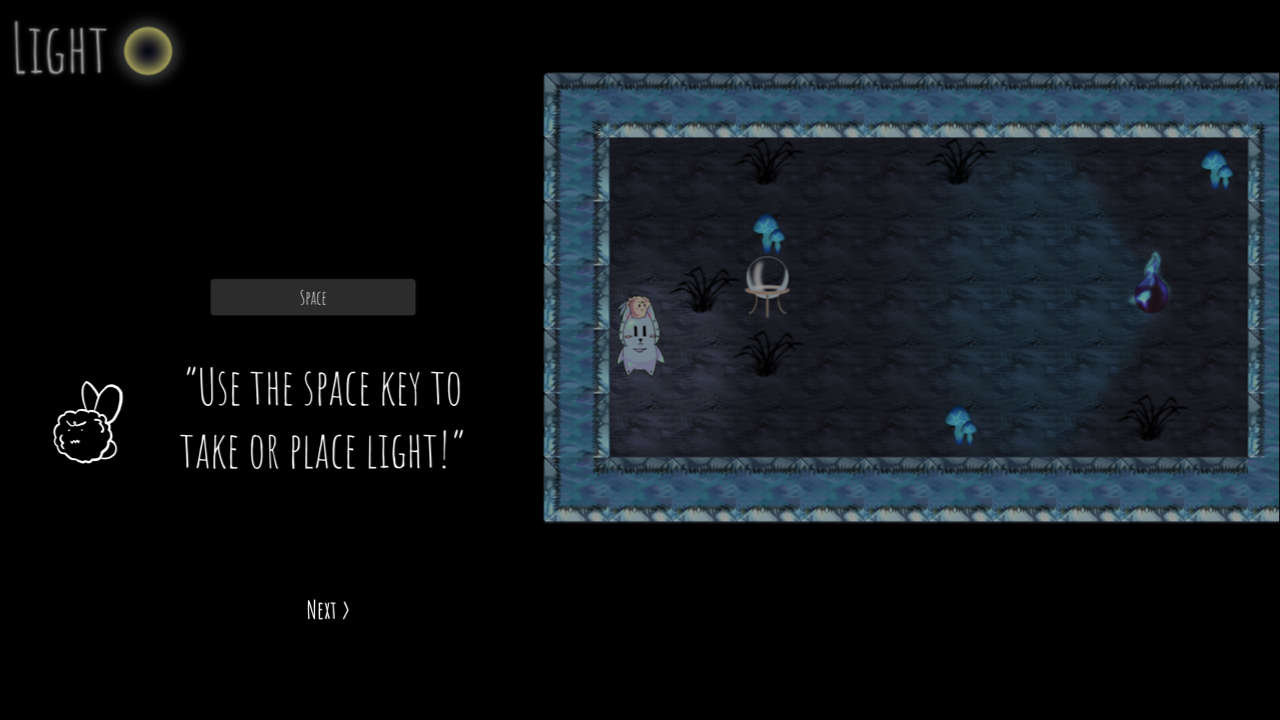 Light
Space
"Use the space key to
take or place light!"
Next >